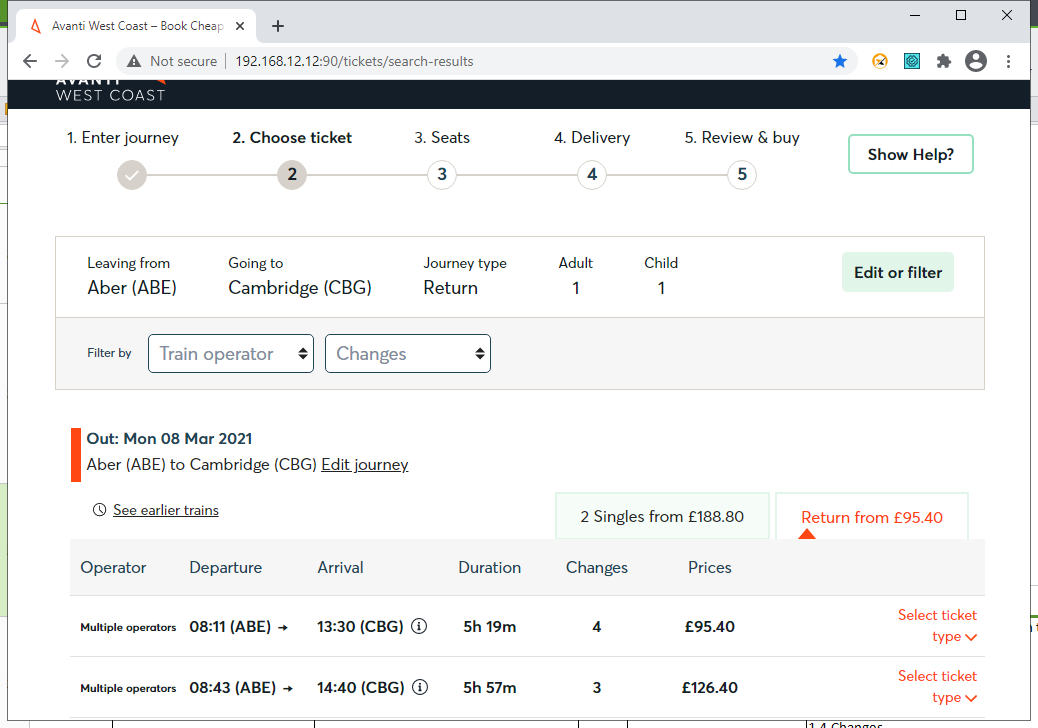 Avanti West Coast – Book Cheap
Not secure 192.168.12.12:90/tickets/search-results
AVANTI
WEST COAST
1. Enter journey 2. Choose ticket 3. Seats 4. Delivery 5. Review & buy
Show Help?
2 3 4 5
Leaving from Going to Journey type Adult Child
Aber (ABE) Cambridge (CBG) Return 1 1
Edit or filter
Filter by Train operator Changes
Out: Mon 08 Mar 2021
Aber (ABE) to Cambridge (CBG) Edit journey
See earlier trains
2 Singles from £188.80 Return from £95.40
Operator Departure Arrival Duration Changes Prices
Multiple operators 08:11 (ABE) → 13:30 (CBG) 5h 19m 4 £95.40 Select ticket
type
Multiple operators 08:43 (ABE) → 14:40 (CBG) 5h 57m 3 £126.40 Select ticket
type